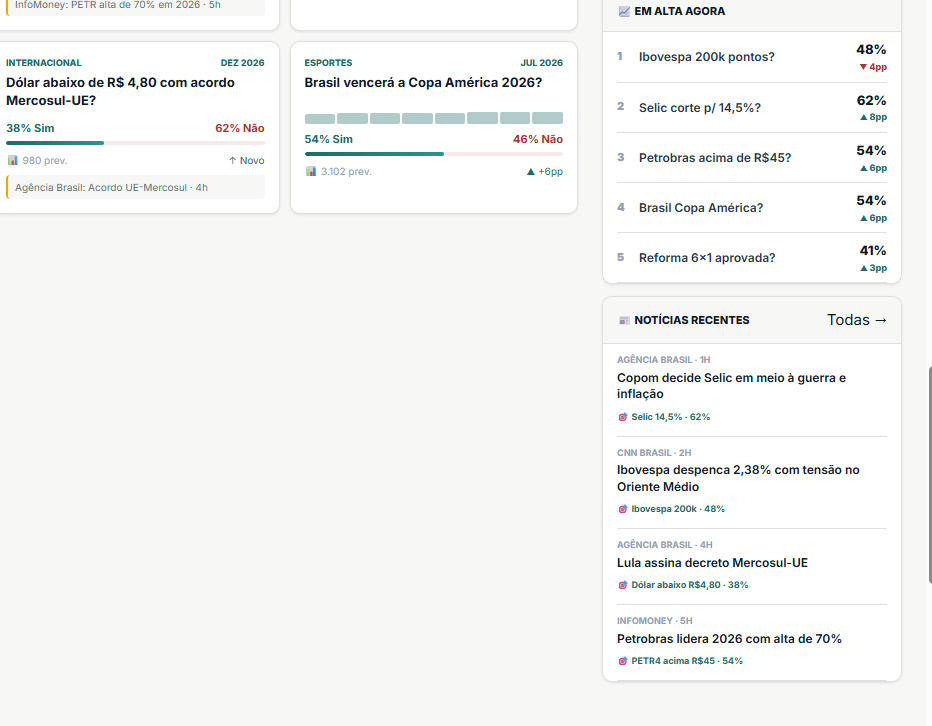 InfoMoney: PETR alta de 70% em 2026 · 5h
INTERNACIONAL DEZ 2026
Dólar abaixo de R$ 4,80 com acordo
Mercosul-UE?
38% Sim 62% Não
980 prev. ↑ Novo
Agência Brasil: Acordo UE-Mercosul · 4h
ESPORTES JUL 2026
Brasil vencerá a Copa América 2026?
54% Sim 46% Não
3.102 prev. ▲ +6pp
EM ALTA AGORA
1 Ibovespa 200k pontos? 48%
▼ 4pp
2 Selic corte p/ 14,5%? 62%
▲ 8pp
3 Petrobras acima de R$45? 54%
▲ 6pp
4 Brasil Copa América? 54%
▲ 6pp
5 Reforma 6×1 aprovada? 41%
▲ 3pp
NOTÍCIAS RECENTES Todas →
AGÊNCIA BRASIL · 1H
Copom decide Selic em meio à guerra e
inflação
Selic 14,5% · 62%
CNN BRASIL · 2H
Ibovespa despenca 2,38% com tensão no
Oriente Médio
Ibovespa 200k · 48%
AGÊNCIA BRASIL · 4H
Lula assina decreto Mercosul-UE
Dólar abaixo R$4,80 · 38%
INFOMONEY · 5H
Petrobras lidera 2026 com alta de 70%
PETR4 acima R$45 · 54%